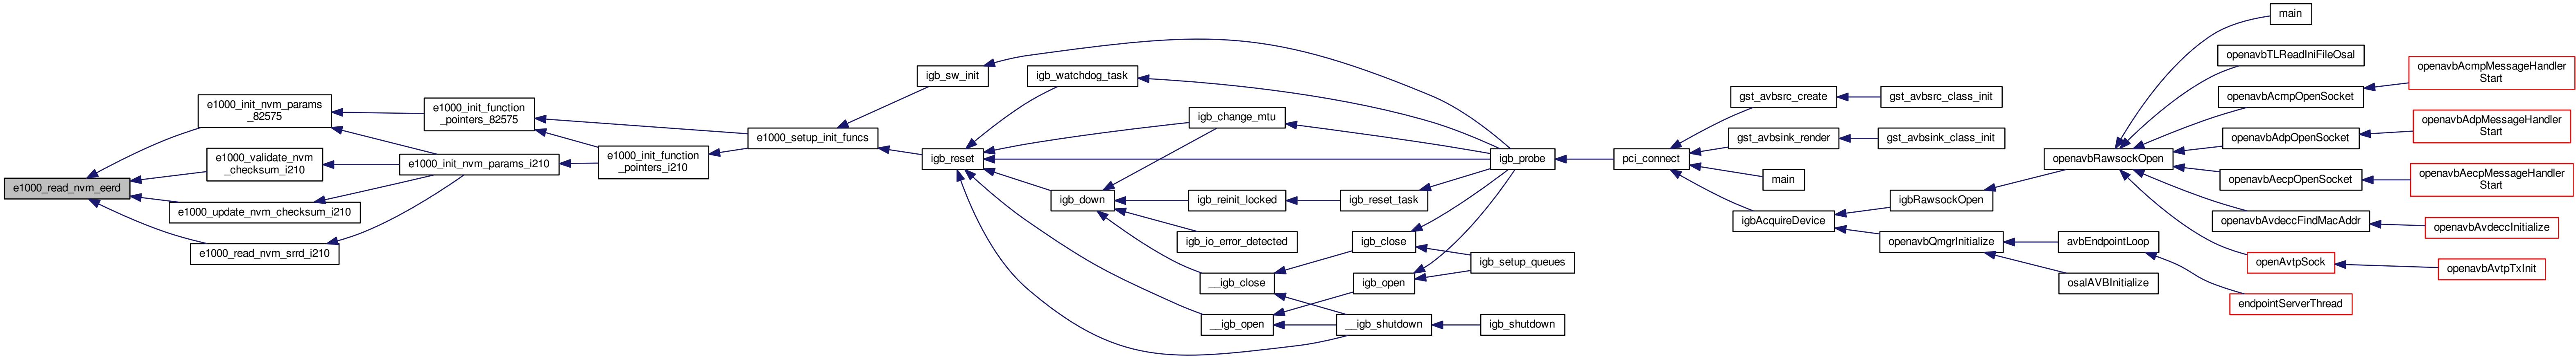 e1000_read_nvm_eerd
e1000_init_nvm_params
_82575
e1000_validate_nvm
_checksum_i210
e1000_update_nvm_checksum_i210
e1000_read_nvm_srrd_i210
e1000_init_function
_pointers_82575
e1000_init_nvm_params_i210
e1000_init_function
_pointers_i210
e1000_setup_init_funcs
igb_sw_init
igb_reset
igb_watchdog_task
igb_down
igb_change_mtu
igb_reinit_locked
igb_io_error_detected
__igb_close
__igb_open
igb_reset_task
igb_close
igb_open
__igb_shutdown
igb_probe
igb_setup_queues
igb_shutdown
pci_connect
gst_avbsrc_create
gst_avbsink_render
main
igbAcquireDevice
gst_avbsrc_class_init
gst_avbsink_class_init
igbRawsockOpen
openavbQmgrInitialize
openavbRawsockOpen
avbEndpointLoop
osalAVBInitialize
main
openavbTLReadIniFileOsal
openavbAcmpOpenSocket
openavbAdpOpenSocket
openavbAecpOpenSocket
openavbAvdeccFindMacAddr
openAvtpSock
endpointServerThread
openavbAcmpMessageHandler
Start
openavbAdpMessageHandler
Start
openavbAecpMessageHandler
Start
openavbAvdeccInitialize
openavbAvtpTxInit